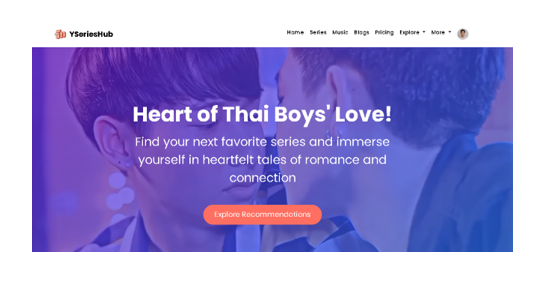 YSeriesHub
Home Series Music Blogs Pricing Explore More
Heart of Thai Boys' Love!
Find your next favorite series and immerse
yourself in heartfelt tales of romance and
connection
Explore Recommendations